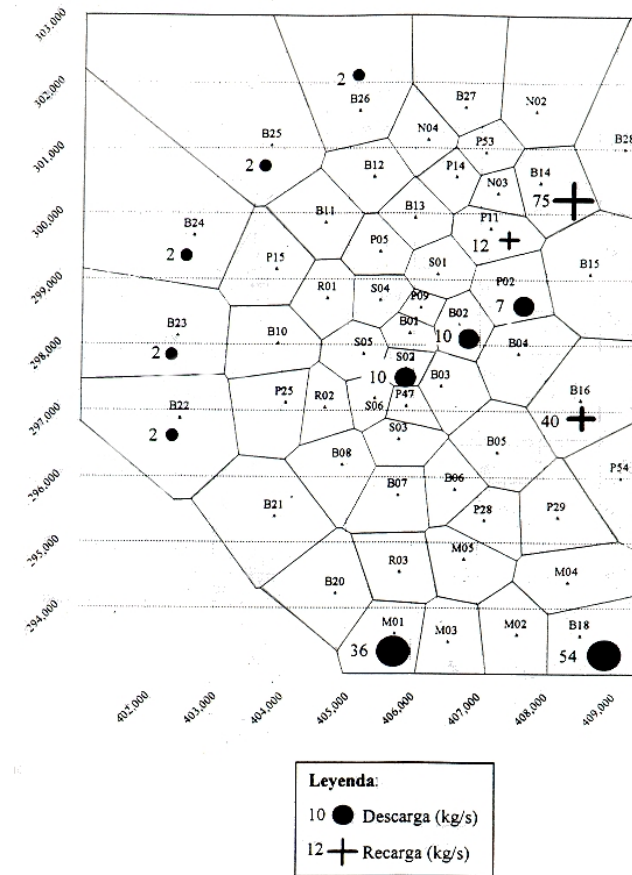 303,000
302,000
2
B26
B27
N02
N04
P53
B25
301,000
B28
2
B12
P14
N03
B14
75
B11
B13
300,000
P11
12
B24
P05
2
P15
S01
B15
299,000
P02
R01
S04
P09
7
B23
B10
B01
B02
10
298,000
S05
B04
2
S02
10
B03
B22
P25
R02
S06
P47
B16
297,000
40
2
S03
B05
B08
296,000
B07
B06
P54
B21
P28
P29
295,000
M05
R03
M04
B20
294,000
M01
M03
M02
B18
36
54
402,000
403,000
404,000
405,000
406,000
407,000
408,000
409,000
Leyenda:
10 Descarga (kg/s)
12 Recarga (kg/s)